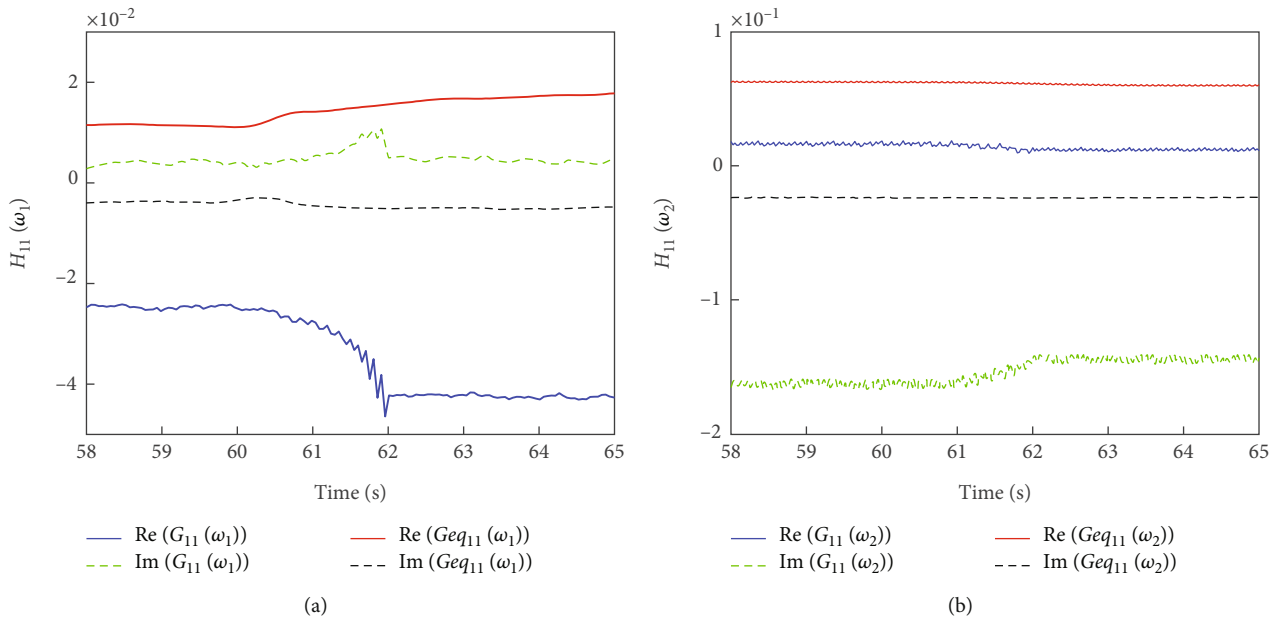 ×10⁻²
2
0
−2
−4
H₁₁ (ω₁)
58 59 60 61 62 63 64 65
Time (s)
Re (G₁₁ (ω₁))
Im (G₁₁ (ω₁))
Re (Geq₁₁ (ω₁))
Im (Geq₁₁ (ω₁))
(a)
×10⁻¹
1
0
−1
−2
H₁₁ (ω₂)
58 59 60 61 62 63 64 65
Time (s)
Re (G₁₁ (ω₂))
Im (G₁₁ (ω₂))
Re (Geq₁₁ (ω₂))
Im (Geq₁₁ (ω₂))
(b)